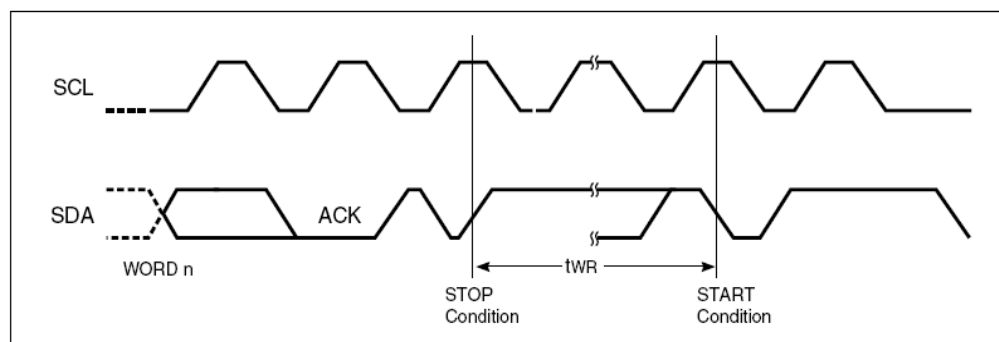 SCL
SDA
ACK
WORD n
tWR
STOP
Condition
START
Condition